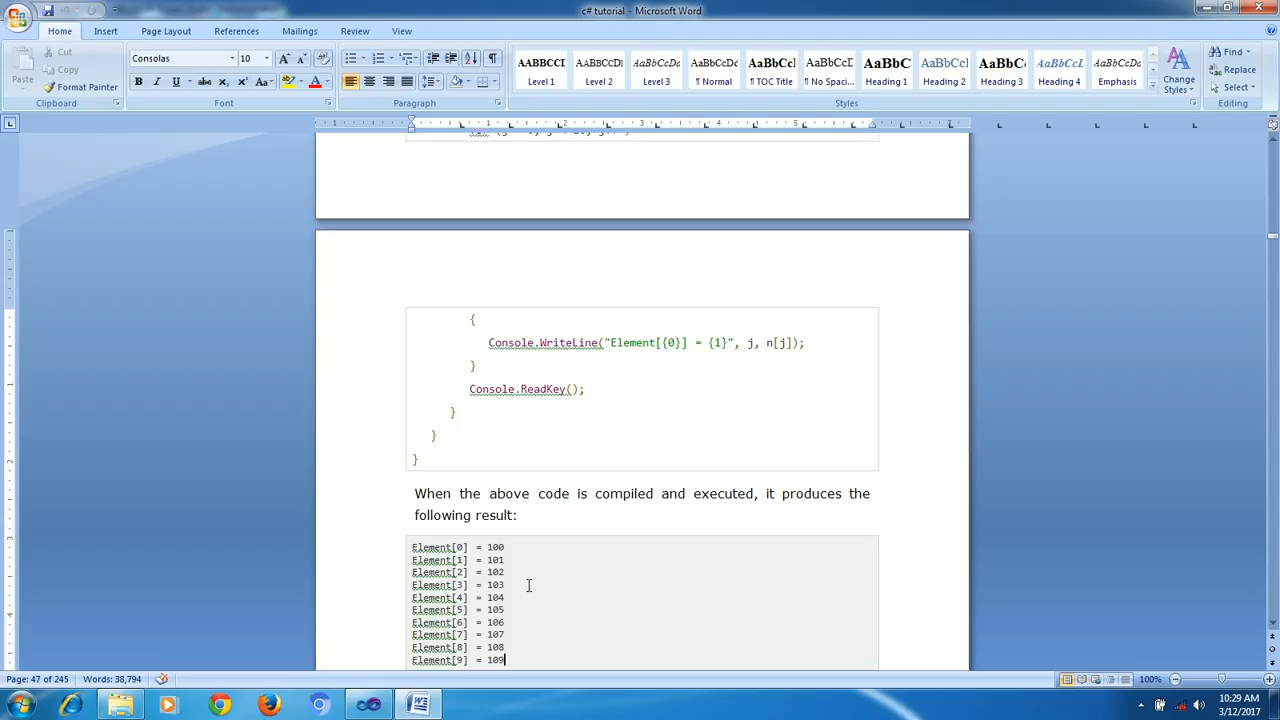 c# tutorial - Microsoft Word
Home Insert Page Layout References Mailings Review View
Paste
Cut
Copy
Format Painter
Clipboard
Consolas 10
Font
Paragraph
AaBbCcI AaBbCcDc AaBbCcDc AaBbCcDc AaBbCc AaBbCcD AaBbC AaBbCc AaBbCc AaBbCcL AaBbCcDc
Level 1 Level 2 Level 3 ¶ Normal ¶ TOC Title ¶ No Spaci... Heading 1 Heading 2 Heading 3 Heading 4 Emphasis
Styles
Change Styles
Find
Replace
Select
Editing
{
Console.WriteLine("Element[{0}] = {1}", j, n[j]);
}
Console.ReadKey();
}
}
}
When the above code is compiled and executed, it produces the
following result:
Element[0] = 100
Element[1] = 101
Element[2] = 102
Element[3] = 103
Element[4] = 104
Element[5] = 105
Element[6] = 106
Element[7] = 107
Element[8] = 108
Element[9] = 109
Page: 47 of 245 Words: 38,794 100%
10:29 AM
3/12/2017